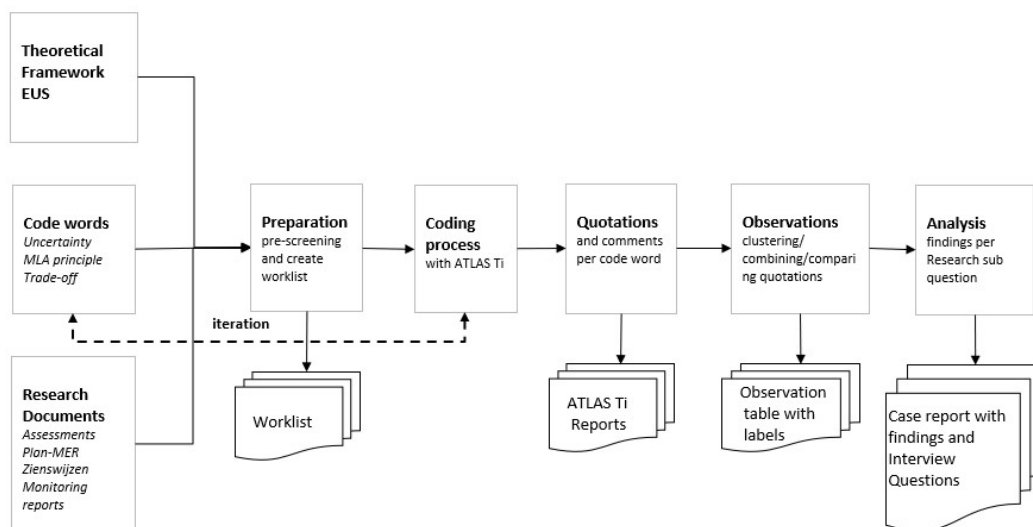 Theoretical
Framework
EUS
Code words
Uncertainty
MLA principle
Trade-off
Preparation
pre-screening
and create
worklist
Coding
process
with ATLAS Ti
Quotations
and comments
per code word
Observations
clustering/
combining/compari
ng quotations
Analysis
findings per
Research sub
question
iteration
Research
Documents
Assessments
Plan-MER
Zienswijzen
Monitoring
reports
Worklist
ATLAS Ti
Reports
Observation
table with
labels
Case report with
findings and
Interview
Questions